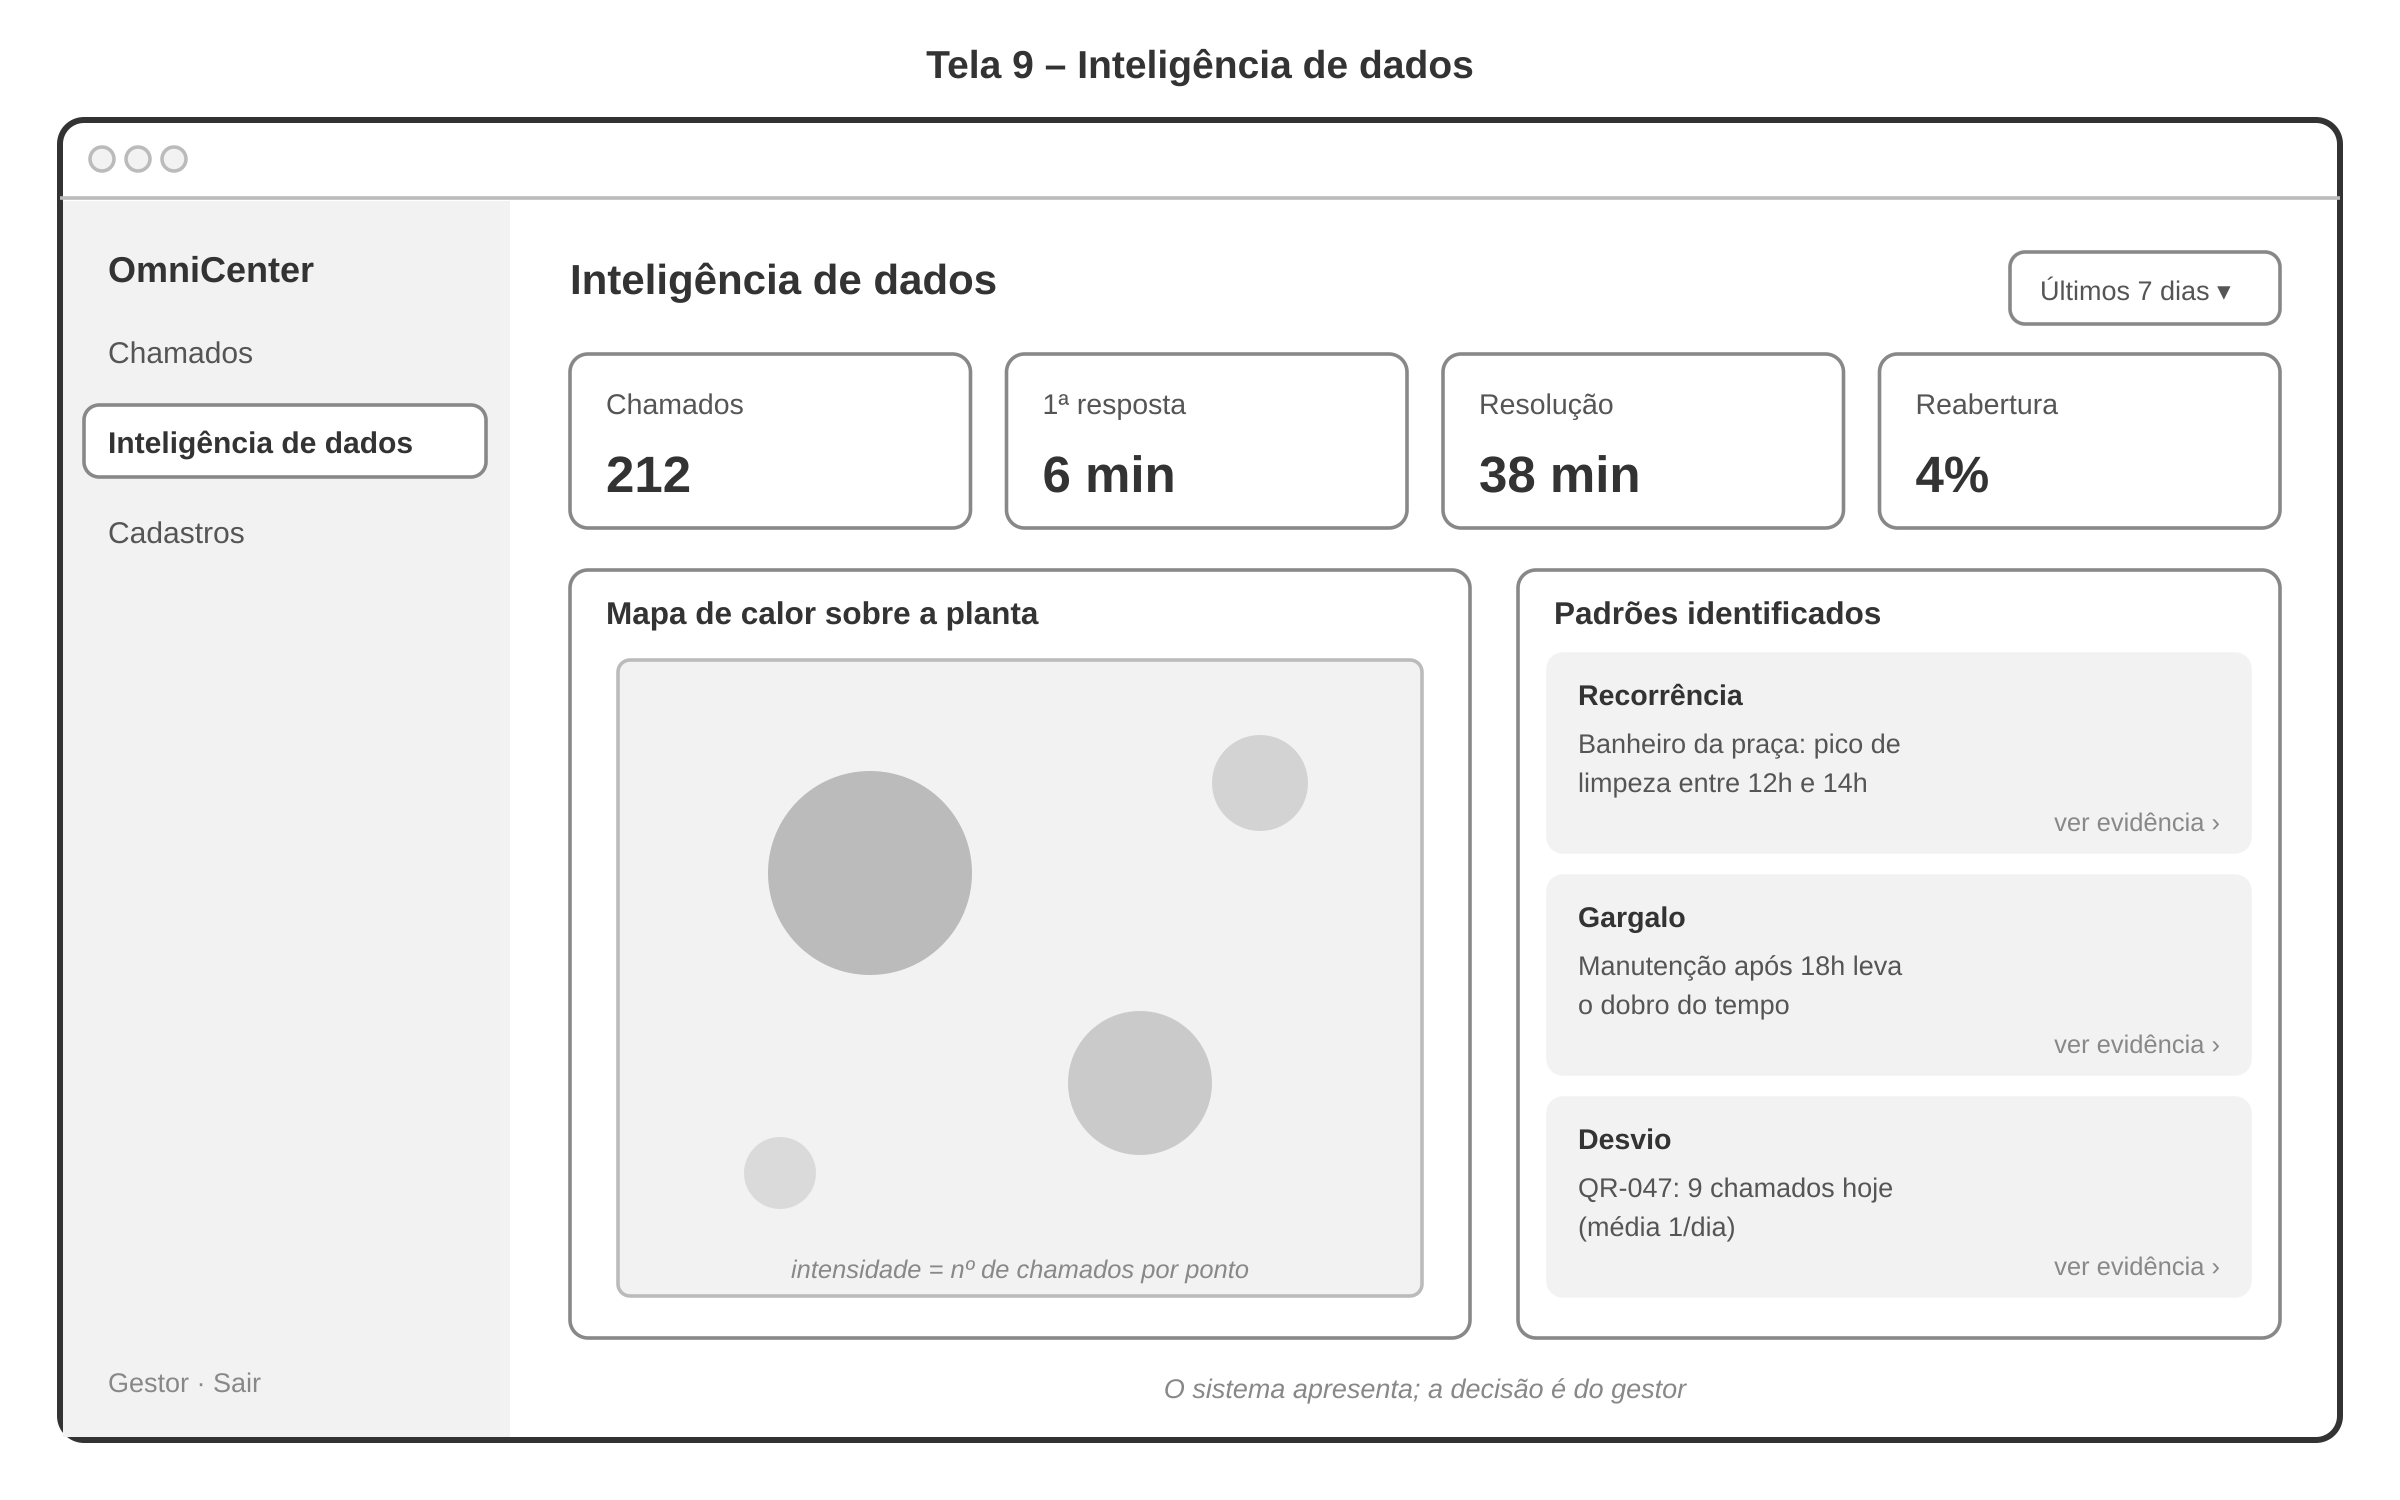 Tela 9 – Inteligência de dados
OmniCenter
Chamados
Inteligência de dados
Cadastros
Gestor · Sair
Inteligência de dados
Últimos 7 dias ▾
Chamados
212
1ª resposta
6 min
Resolução
38 min
Reabertura
4%
Mapa de calor sobre a planta
intensidade = nº de chamados por ponto
Padrões identificados
Recorrência
Banheiro da praça: pico de
limpeza entre 12h e 14h
ver evidência ›
Gargalo
Manutenção após 18h leva
o dobro do tempo
ver evidência ›
Desvio
QR-047: 9 chamados hoje
(média 1/dia)
ver evidência ›
O sistema apresenta; a decisão é do gestor